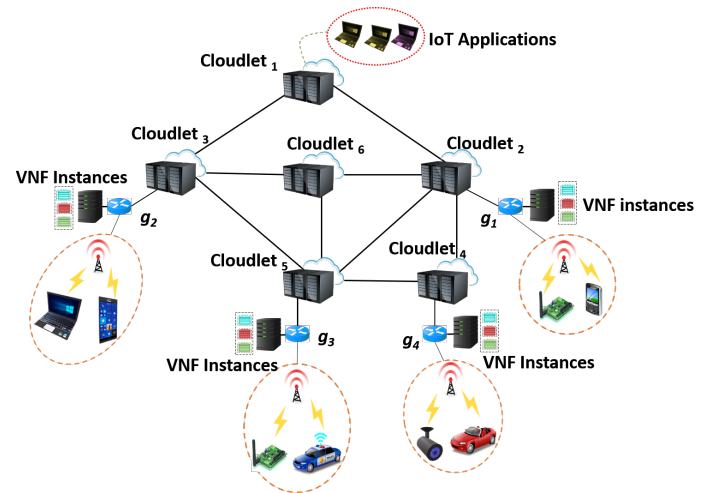 IoT Applications
Cloudlet 1
Cloudlet 3
Cloudlet 6
Cloudlet 2
VNF Instances
g2
g1
VNF instances
Cloudlet 5
Cloudlet 4
g3
g4
VNF Instances
VNF Instances